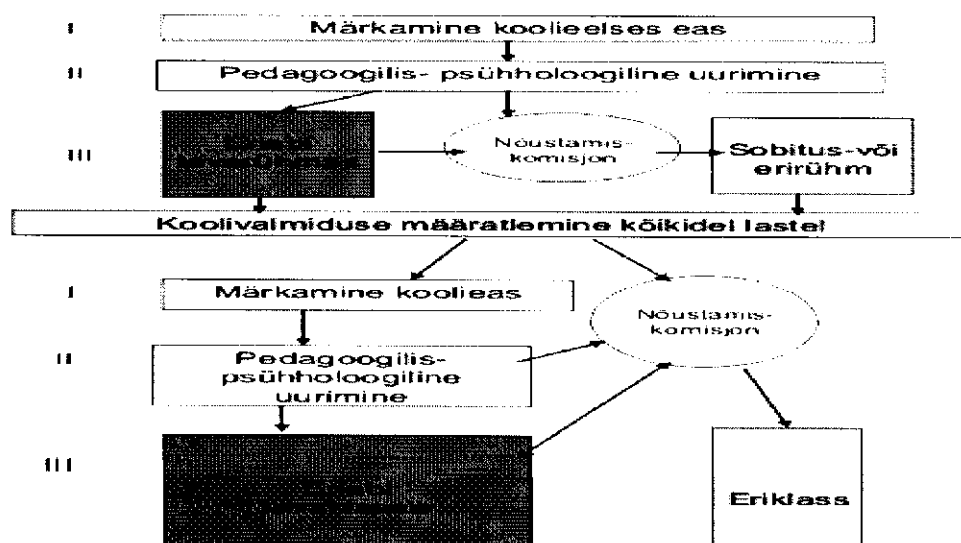 I
Märkamine koolieelses eas
II
Pedagoogilis- psühholoogiline uurimine
III
Nõustamis-
komisjon
Sobitus-või
erirühm
Koolivalmiduse määratlemine kõikidel lastel
I
Märkamine koolieas
Nõustamis-
komisjon
II
Pedagoogilis-
psühholoogiline
uurimine
III
Eriklass